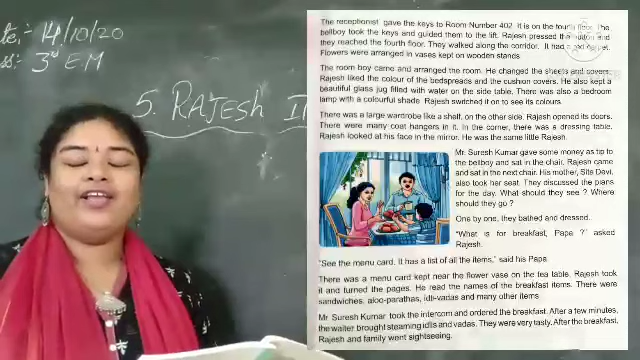 14/10/20
3rd E.M
5. RAJESH
The receptionist gave the keys to Room Number 402. It is on the fourth floor. The
bellboy took the keys and guided them to the lift. Rajesh pressed the button and
they reached the fourth floor. They walked along the corridor. It had a red carpet.
Flowers were arranged in vases kept on wooden stands
The room boy came and arranged the room. He changed the sheets and covers.
Rajesh liked the colour of the bedspreads and the cushion covers. He also kept a
beautiful glass jug filled with water on the side table. There was also a bedroom
lamp with a colourful shade Rajesh switched it on to see its colours.
There was a large wardrobe like a shelf, on the other side. Rajesh opened its doors.
There were many coat hangers in it. In the corner, there was a dressing table.
Rajesh looked at his face in the mirror. He was the same little Rajesh.
Mr. Suresh Kumar gave some money as tip to
the bellboy and sat in the chair. Rajesh came
and sat in the next chair. His mother, Sita Devi,
also took her seat. They discussed the plans
for the day. What should they see ? Where
should they go ?
One by one, they bathed and dressed.
"What is for breakfast, Papa ?" asked
Rajesh.
"See the menu card. It has a list of all the items," said his Papa
There was a menu card kept near the flower vase on the tea table. Rajesh took
it and turned the pages. He read the names of the breakfast items. There were
sandwiches, aloo-parathas, idli-vadas and many other items
Mr Suresh Kumar took the intercom and ordered the breakfast. After a few minutes,
the waiter brought steaming idlis and vadas. They were very tasty. After the breakfast,
Rajesh and family went sightseeing.